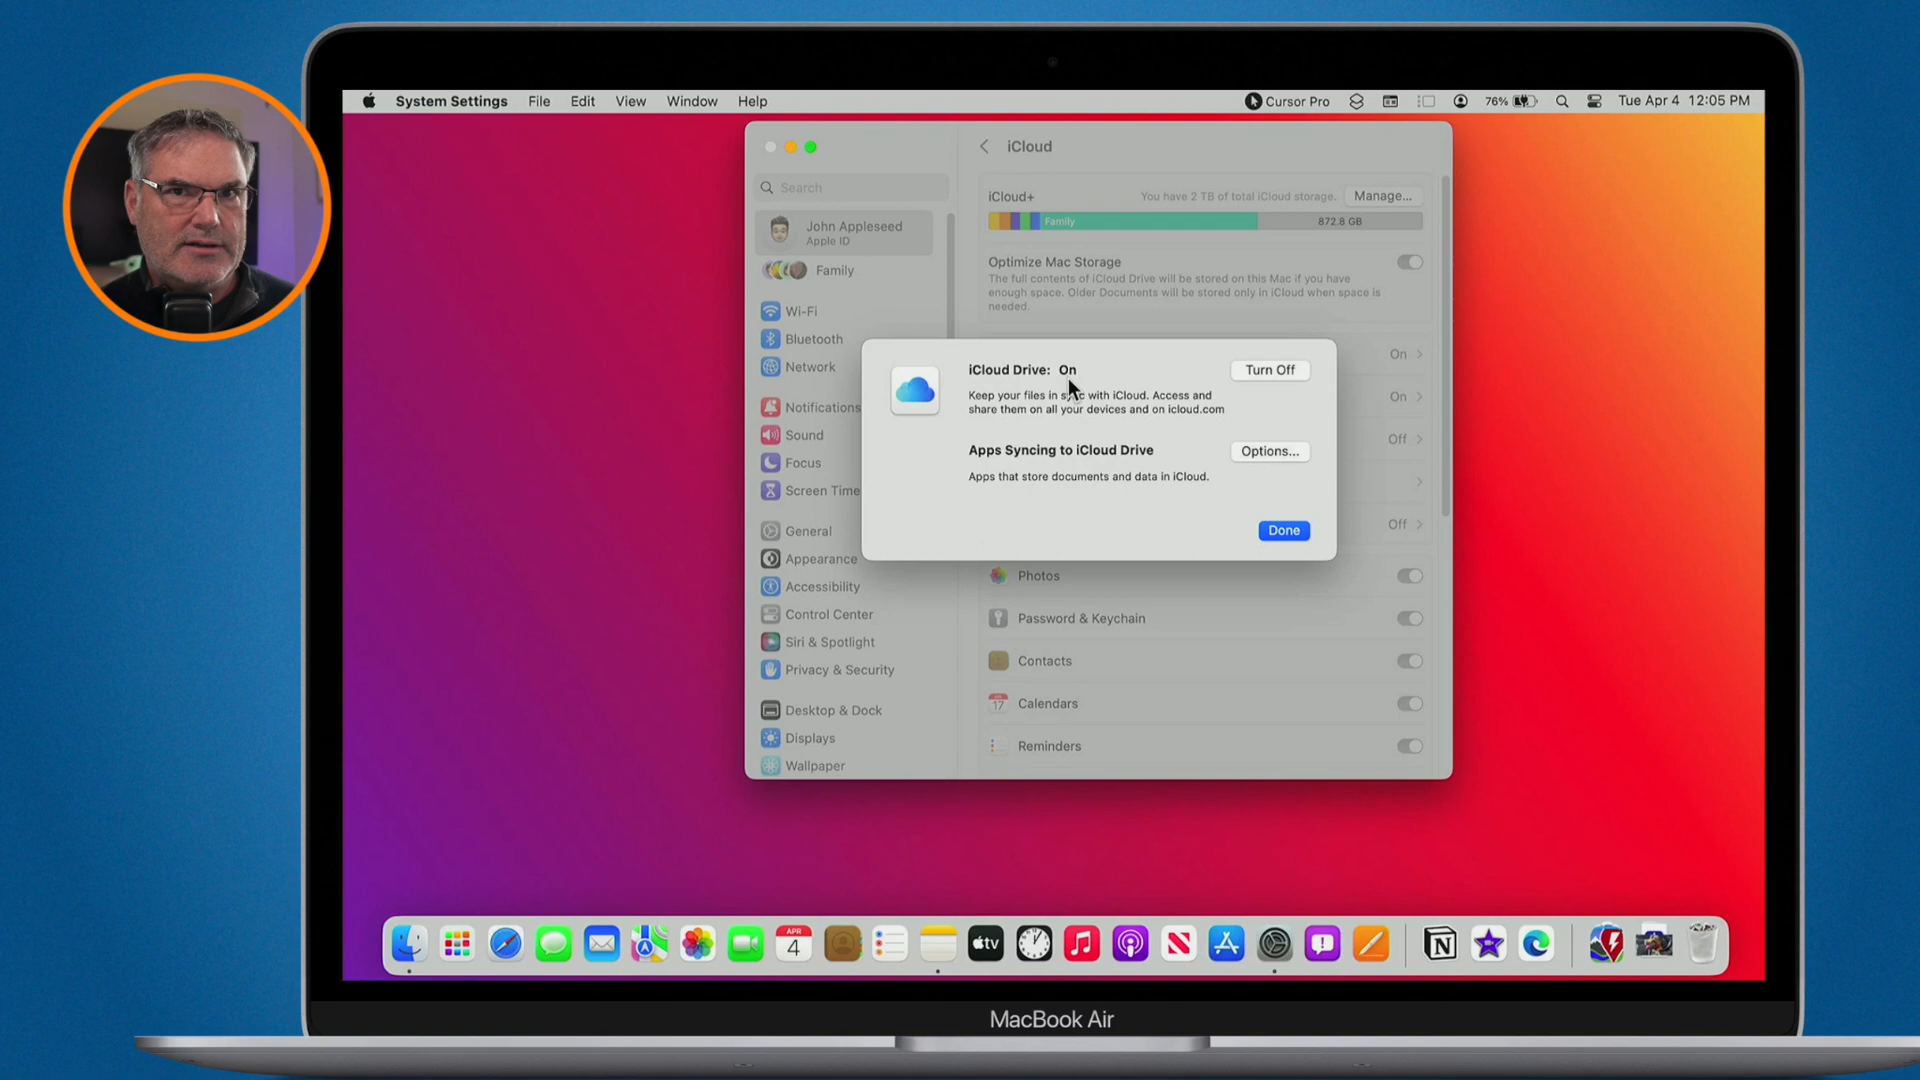 System Settings File Edit View Window Help
Cursor Pro 76% Tue Apr 4 12:05 PM
iCloud
Search
John Appleseed
Apple ID
Family
Wi-Fi
Bluetooth
Network
Notifications
Sound
Focus
Screen Time
General
Appearance
Accessibility
Control Center
Siri & Spotlight
Privacy & Security
Desktop & Dock
Displays
Wallpaper
iCloud+ You have 2 TB of total iCloud storage. Manage...
Family 872.8 GB
Optimize Mac Storage
The full contents of iCloud Drive will be stored on this Mac if you have
enough space. Older Documents will be stored only in iCloud when space is
needed.
On
On
Off
Off
iCloud Drive: On Turn Off
Keep your files in with iCloud. Access and
share them on all your devices and on icloud.com
Apps Syncing to iCloud Drive Options...
Apps that store documents and data in iCloud.
Done
Photos
Password & Keychain
Contacts
17 Calendars
Reminders
APR
4
tv
MacBook Air